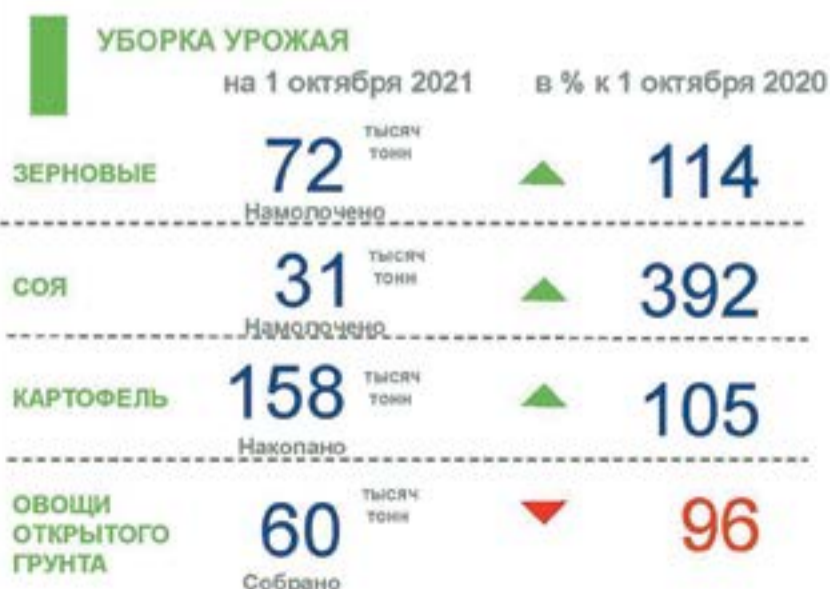 УБОРКА УРОЖАЯ
на 1 октября 2021 в % к 1 октября 2020
ЗЕРНОВЫЕ 72 тысяч тонн 114
Намолочено
СОЯ 31 тысяч тонн 392
Намолочено
КАРТОФЕЛЬ 158 тысяч тонн 105
Накопано
ОВОЩИ
ОТКРЫТОГО
ГРУНТА
60 тысяч тонн 96
Собрано